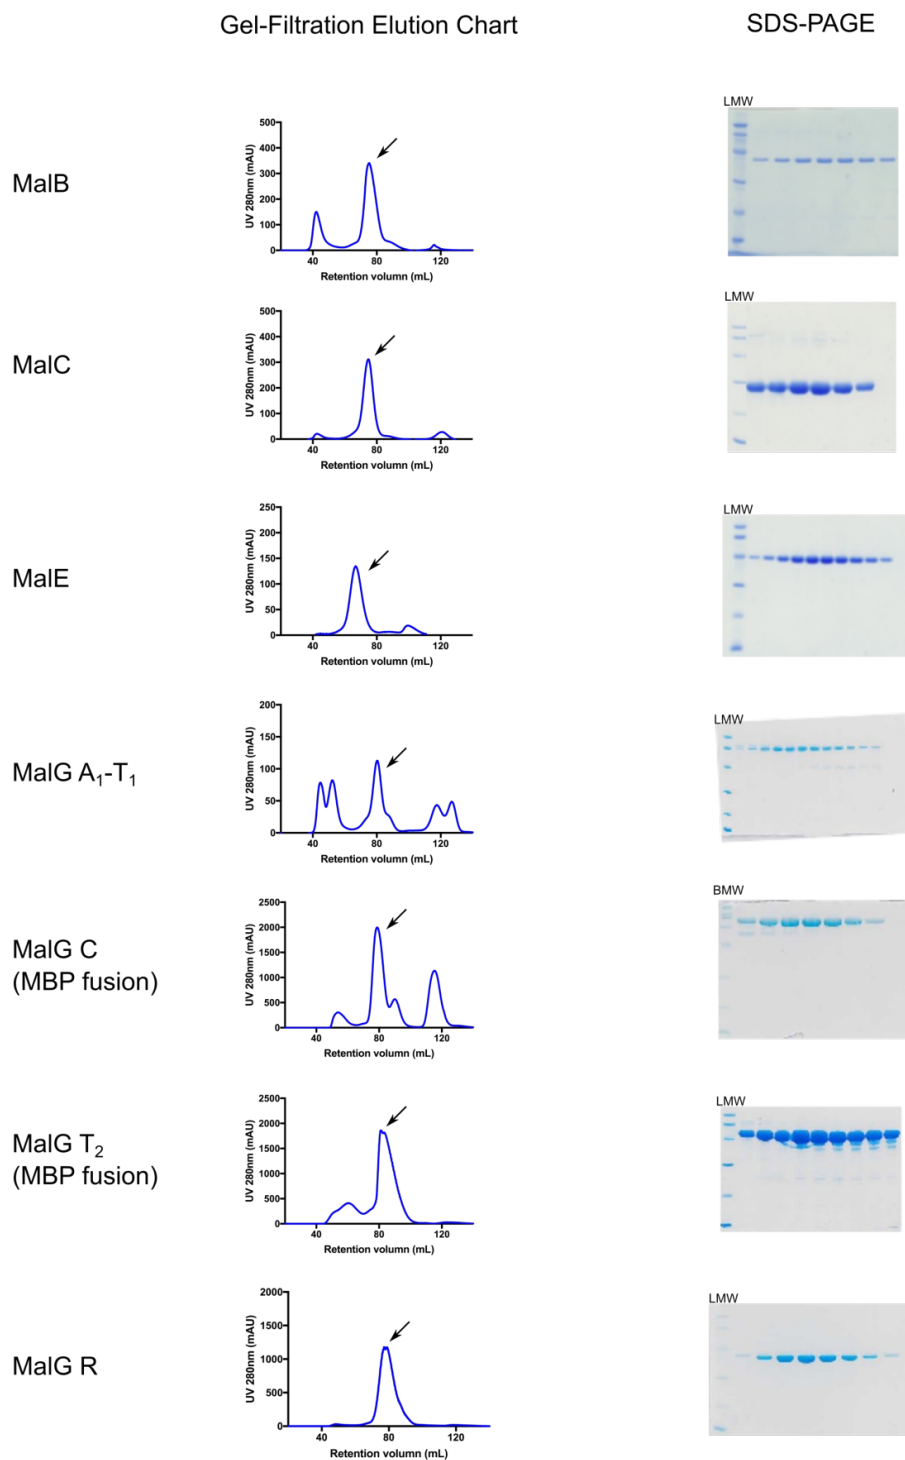 Gel-Filtration Elution Chart
SDS-PAGE
MalB
500
400
300
200
100
0
UV 280nm (mAU)
40
80
120
Retention volumn (mL)
LMW
MalC
500
400
300
200
100
0
UV 280nm (mAU)
40
80
120
Retention volumn (mL)
LMW
MalE
250
200
150
100
50
0
UV 280nm (mAU)
40
80
120
Retention volumn (mL)
LMW
MalG A₁-T₁
200
150
100
50
0
UV 280nm (mAU)
40
80
120
Retention volumn (mL)
LMW
MalG C
(MBP fusion)
2500
2000
1500
1000
500
0
UV 280nm (mAU)
40
80
120
Retention volumn (mL)
BMW
MalG T₂
(MBP fusion)
2500
2000
1500
1000
500
0
UV 280nm (mAU)
40
80
120
Retention volumn (mL)
LMW
MalG R
2000
1500
1000
500
0
UV 280nm (mAU)
40
80
120
Retention volumn (mL)
LMW